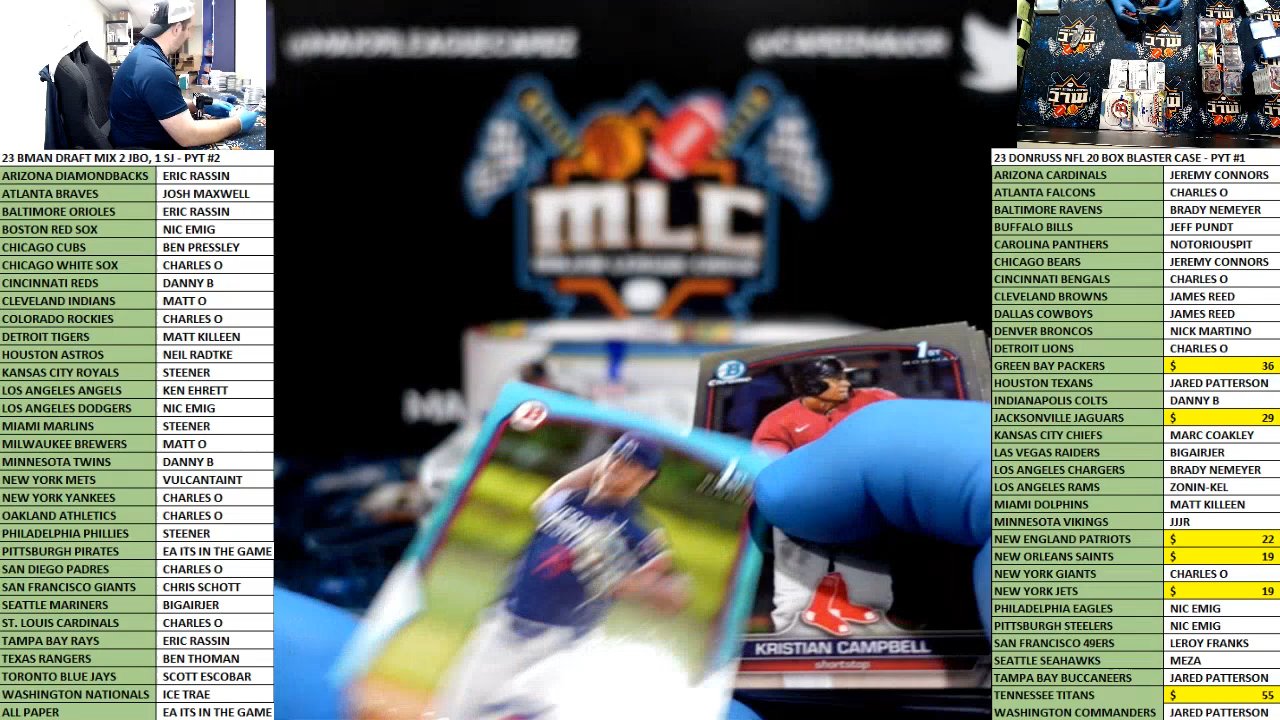 23 BMAN DRAFT MIX 2 JBO, 1 SJ - PYT #2
ARIZONA DIAMONDBACKS ERIC RASSIN
ATLANTA BRAVES JOSH MAXWELL
BALTIMORE ORIOLES ERIC RASSIN
BOSTON RED SOX NIC EMIG
CHICAGO CUBS BEN PRESSLEY
CHICAGO WHITE SOX CHARLES O
CINCINNATI REDS DANNY B
CLEVELAND INDIANS MATT O
COLORADO ROCKIES CHARLES O
DETROIT TIGERS MATT KILLEEN
HOUSTON ASTROS NEIL RADTKE
KANSAS CITY ROYALS STEENER
LOS ANGELES ANGELS KEN EHRETT
LOS ANGELES DODGERS NIC EMIG
MIAMI MARLINS STEENER
MILWAUKEE BREWERS MATT O
MINNESOTA TWINS DANNY B
NEW YORK METS VULCANTAINT
NEW YORK YANKEES CHARLES O
OAKLAND ATHLETICS CHARLES O
PHILADELPHIA PHILLIES STEENER
PITTSBURGH PIRATES EA ITS IN THE GAME
SAN DIEGO PADRES CHARLES O
SAN FRANCISCO GIANTS CHRIS SCHOTT
SEATTLE MARINERS BIGAIRJER
ST. LOUIS CARDINALS CHARLES O
TAMPA BAY RAYS ERIC RASSIN
TEXAS RANGERS BEN THOMAN
TORONTO BLUE JAYS SCOTT ESCOBAR
WASHINGTON NATIONALS ICE TRAE
ALL PAPER EA ITS IN THE GAME
MLC
1ST
CHROME
KRISTIAN CAMPBELL
shortstop
23 DONRUSS NFL 20 BOX BLASTER CASE - PYT #1
ARIZONA CARDINALS JEREMY CONNORS
ATLANTA FALCONS CHARLES O
BALTIMORE RAVENS BRADY NEMEYER
BUFFALO BILLS JEFF PUNDT
CAROLINA PANTHERS NOTORIOUSPIT
CHICAGO BEARS JEREMY CONNORS
CINCINNATI BENGALS CHARLES O
CLEVELAND BROWNS JAMES REED
DALLAS COWBOYS JAMES REED
DENVER BRONCOS NICK MARTINO
DETROIT LIONS CHARLES O
GREEN BAY PACKERS $ 36
HOUSTON TEXANS JARED PATTERSON
INDIANAPOLIS COLTS DANNY B
JACKSONVILLE JAGUARS $ 29
KANSAS CITY CHIEFS MARC COAKLEY
LAS VEGAS RAIDERS BIGAIRJER
LOS ANGELES CHARGERS BRADY NEMEYER
LOS ANGELES RAMS ZONIN-KEL
MIAMI DOLPHINS MATT KILLEEN
MINNESOTA VIKINGS JJJR
NEW ENGLAND PATRIOTS $ 22
NEW ORLEANS SAINTS $ 19
NEW YORK GIANTS CHARLES O
NEW YORK JETS $ 19
PHILADELPHIA EAGLES NIC EMIG
PITTSBURGH STEELERS NIC EMIG
SAN FRANCISCO 49ERS LEROY FRANKS
SEATTLE SEAHAWKS MEZA
TAMPA BAY BUCCANEERS JARED PATTERSON
TENNESSEE TITANS $ 55
WASHINGTON COMMANDERS JARED PATTERSON